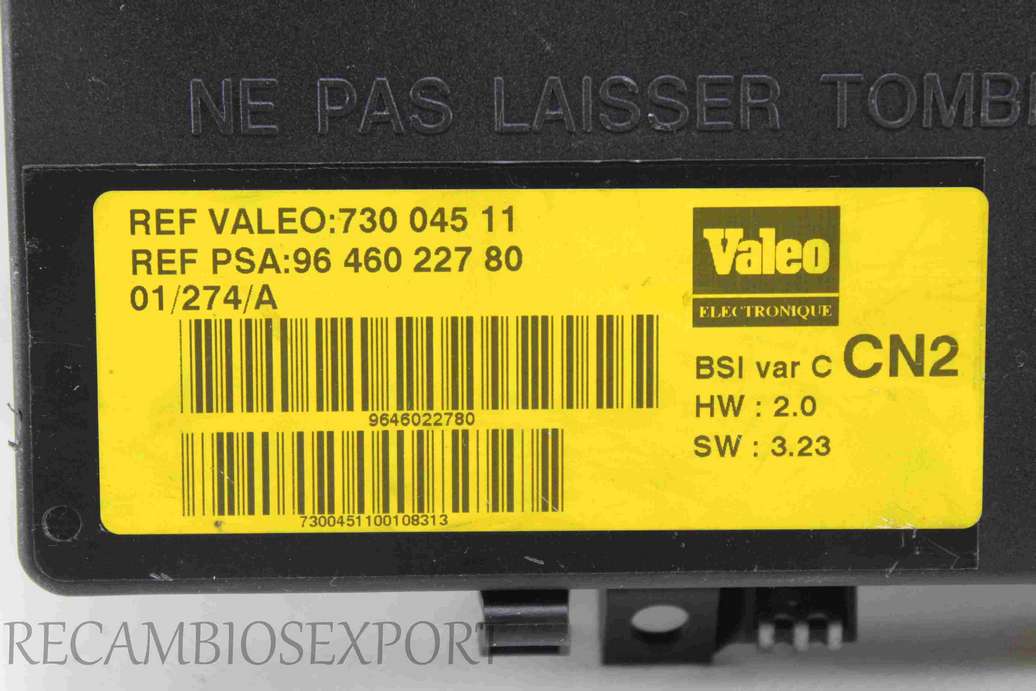 NE PAS LAISSER TOMB
REF VALEO:730 045 11
REF PSA:96 460 227 80
01/274/A
9646022780
7300451100108313
Valeo
ELECTRONIQUE
BSI var C CN2
HW : 2.0
SW : 3.23
RECAMBIOSEXPORT